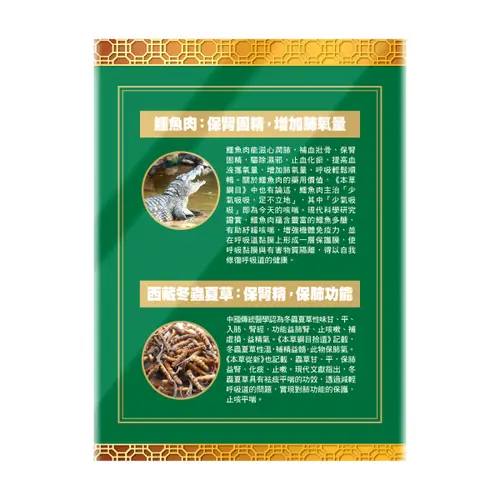 鱷魚肉：保腎固精，增加肺氧量
鱷魚肉能滋心潤肺，補血壯骨、保腎
固精，驅除濕邪、止血化瘀、提高血
液攜氧量、增加肺氧量、呼吸輕鬆順
暢。關於鱷魚肉的藥用價值，《本草
綱目》中也有論述，鱷魚肉主治「少
氣吸吸，足不立地」，其中「少氣吸
吸」即為今天的咳喘。現代科學研究
證實，鱷魚肉蘊含豐富的鱷魚多醣，
有助紓緩咳喘，增強機體免疫力，並
在呼吸道黏膜上形成一層保護膜，使
呼吸黏膜與有害物質隔離，得以自我
修復呼吸道的健康。
西藏冬蟲夏草：保腎精，保肺功能
中國傳統醫學認為冬蟲夏草性味甘、平、
入肺、腎經，功能益肺腎、止咳嗽、補
虛損、益精氣。《本草綱目拾遺》記載，
冬蟲夏草性溫，補精益髓，此物保肺氣。
《本草從新》也記載，蟲草甘、平，保肺
益腎、化痰、止嗽。現代文獻指出，冬
蟲夏草具有祛痰平喘的功效，透過減輕
呼吸道的問題，實現對肺功能的保護，
止咳平喘。